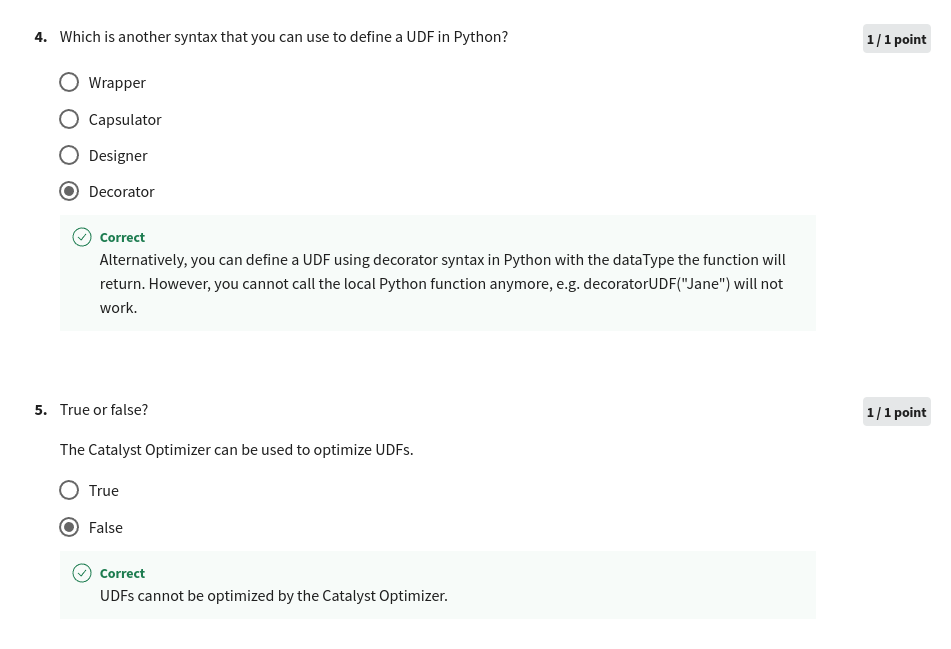 4. Which is another syntax that you can use to define a UDF in Python?
1 / 1 point
Wrapper
Capsulator
Designer
Decorator
Correct
Alternatively, you can define a UDF using decorator syntax in Python with the dataType the function will
return. However, you cannot call the local Python function anymore, e.g. decoratorUDF("Jane") will not
work.
5. True or false?
1 / 1 point
The Catalyst Optimizer can be used to optimize UDFs.
True
False
Correct
UDFs cannot be optimized by the Catalyst Optimizer.